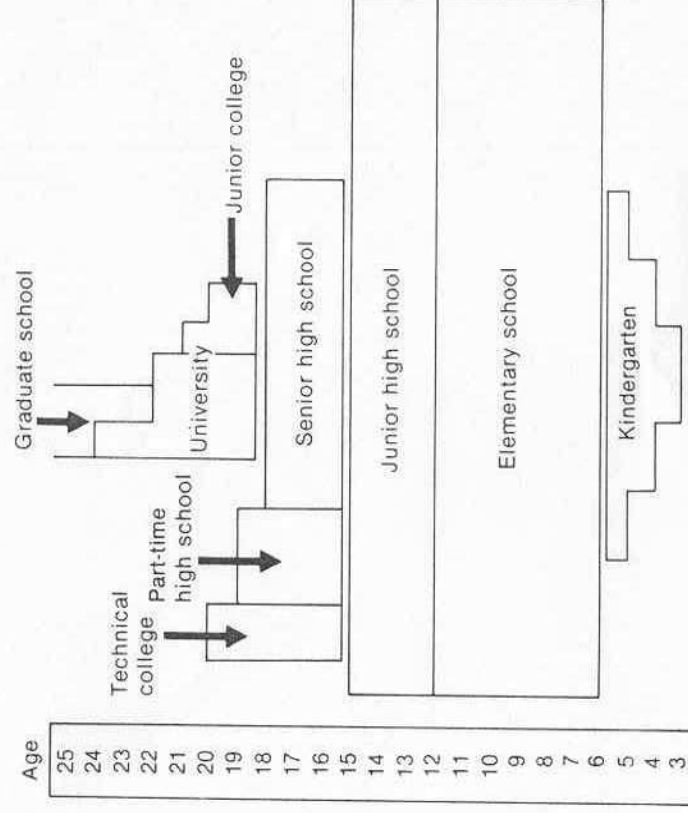 Graduate school
Junior college
University
Technical
college
Part-time
high school
Senior high school
Junior high school
Elementary school
Kindergarten
Age
25
24
23
22
21
20
19
18
17
16
15
14
13
12
11
10
9
8
7
6
5
4
3